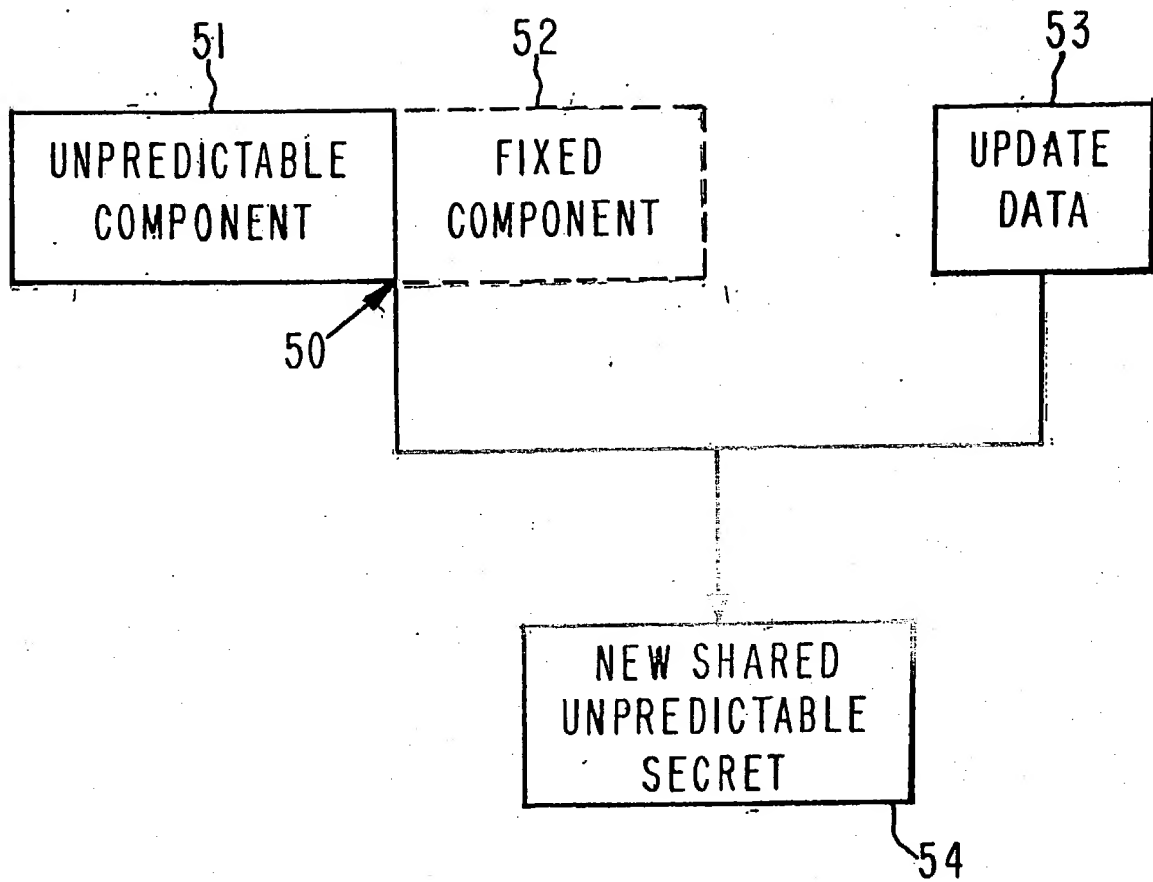 51
52
53
UNPREDICTABLE
COMPONENT
FIXED
COMPONENT
UPDATE
DATA
50
NEW SHARED
UNPREDICTABLE
SECRET
54